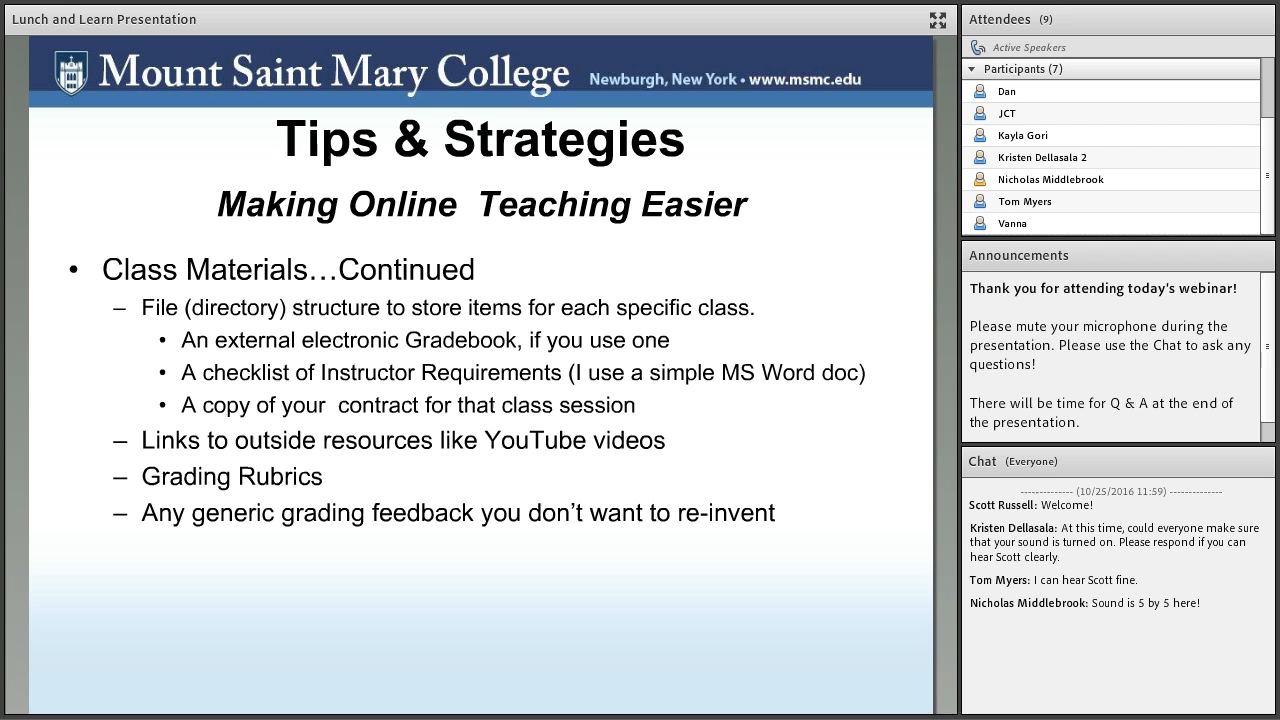 Lunch and Learn Presentation
Mount Saint Mary College Newburgh, New York • www.msmc.edu
Tips & Strategies
Making Online  Teaching Easier
• Class Materials…Continued
– File (directory) structure to store items for each specific class.
• An external electronic Gradebook, if you use one
• A checklist of Instructor Requirements (I use a simple MS Word doc)
• A copy of your  contract for that class session
– Links to outside resources like YouTube videos
– Grading Rubrics
– Any generic grading feedback you don’t want to re-invent
Attendees (9)
Active Speakers
Participants (7)
Dan
JCT
Kayla Gori
Kristen Dellasala 2
Nicholas Middlebrook
Tom Myers
Vanna
Announcements
Thank you for attending today's webinar!
Please mute your microphone during the
presentation. Please use the Chat to ask any
questions!
There will be time for Q & A at the end of
the presentation.
Chat (Everyone)
-------------- (10/25/2016 11:59) --------------
Scott Russell: Welcome!
Kristen Dellasala: At this time, could everyone make sure
that your sound is turned on. Please respond if you can
hear Scott clearly.
Tom Myers: I can hear Scott fine.
Nicholas Middlebrook: Sound is 5 by 5 here!